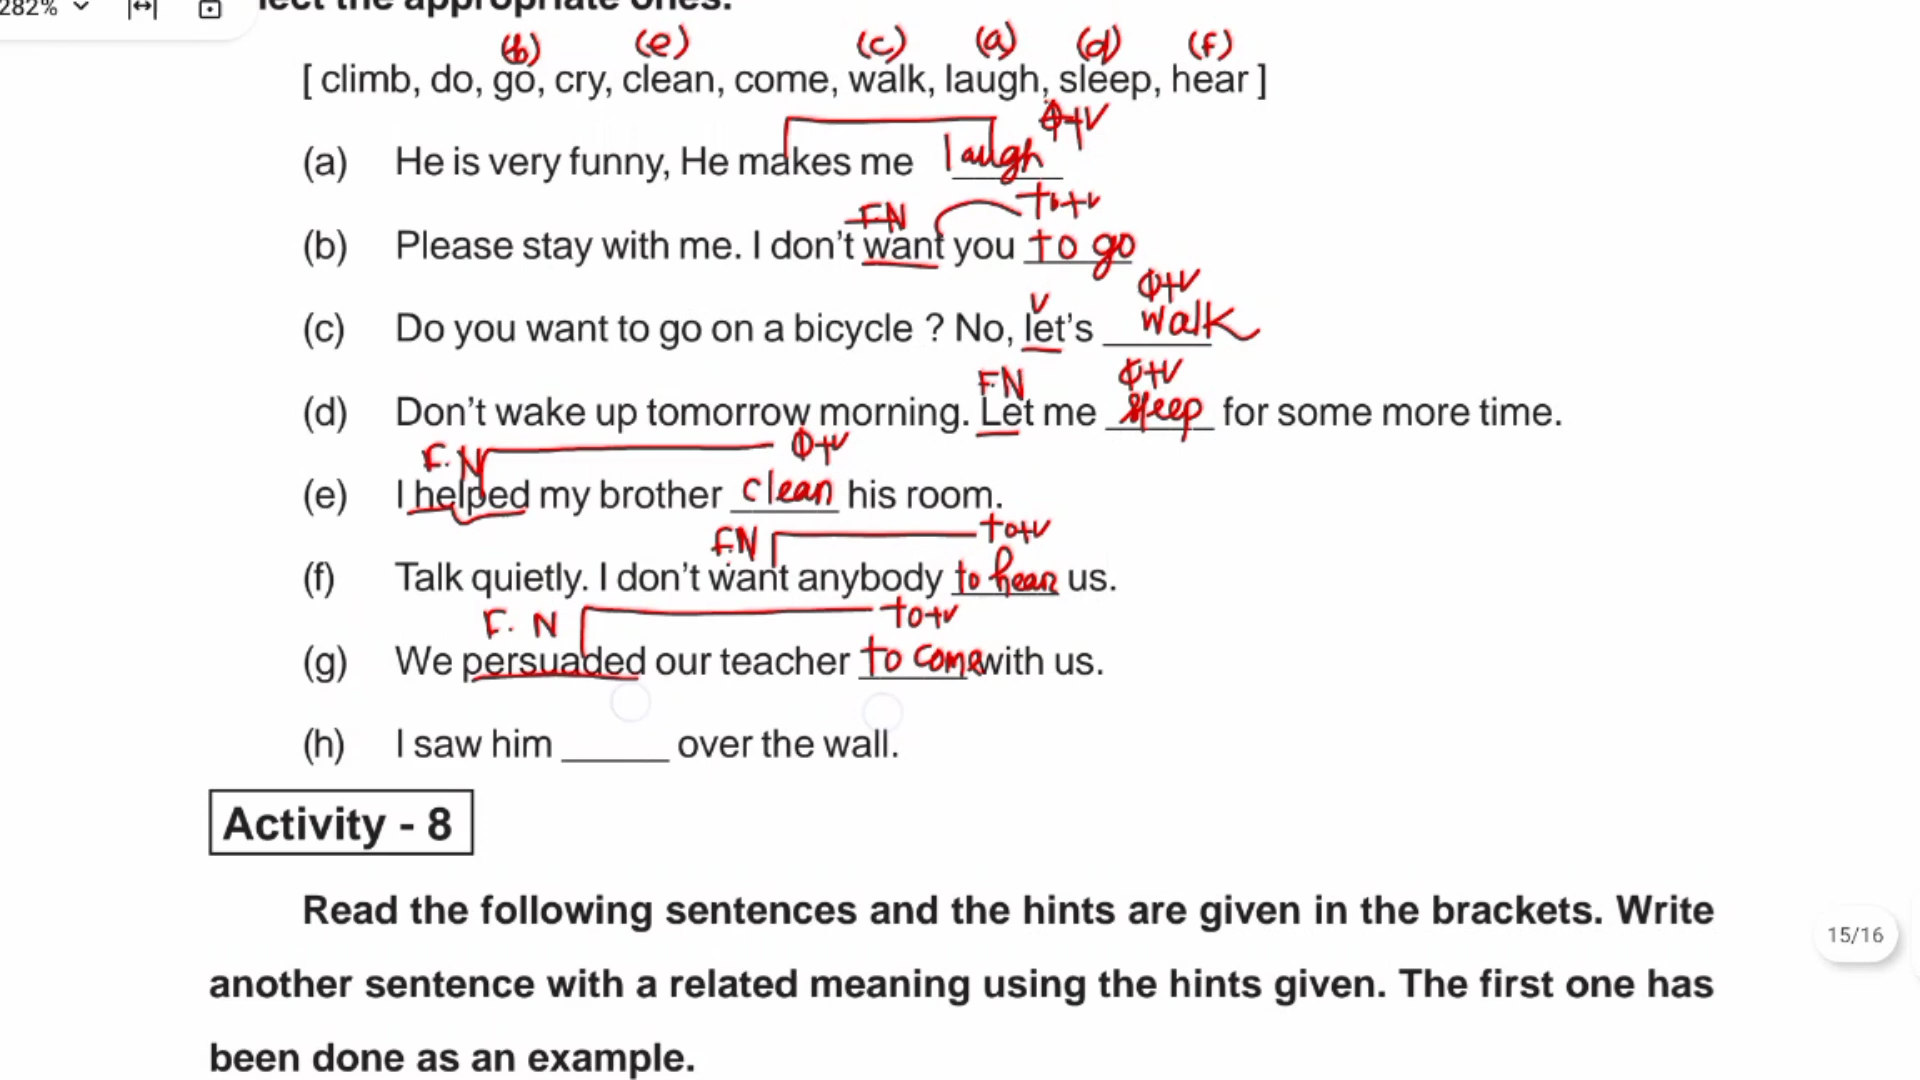 282%
lect the appropriate ones.
(b) (e) (c) (a) (d) (f)
[ climb, do, go, cry, clean, come, walk, laugh, sleep, hear ]
Φ+V
(a) He is very funny, He makes me laugh
F.N to+v
(b) Please stay with me. I don't want you to go
V Φ+V
(c) Do you want to go on a bicycle ? No, let's walk
F.N Φ+V
(d) Don't wake up tomorrow morning. Let me sleep for some more time.
F.N Φ+V
(e) I helped my brother clean his room.
F.N to+v
(f) Talk quietly. I don't want anybody to hear us.
F.N to+v
(g) We persuaded our teacher to come with us.
(h) I saw him ______ over the wall.
Activity - 8
Read the following sentences and the hints are given in the brackets. Write
15/16
another sentence with a related meaning using the hints given. The first one has
been done as an example.